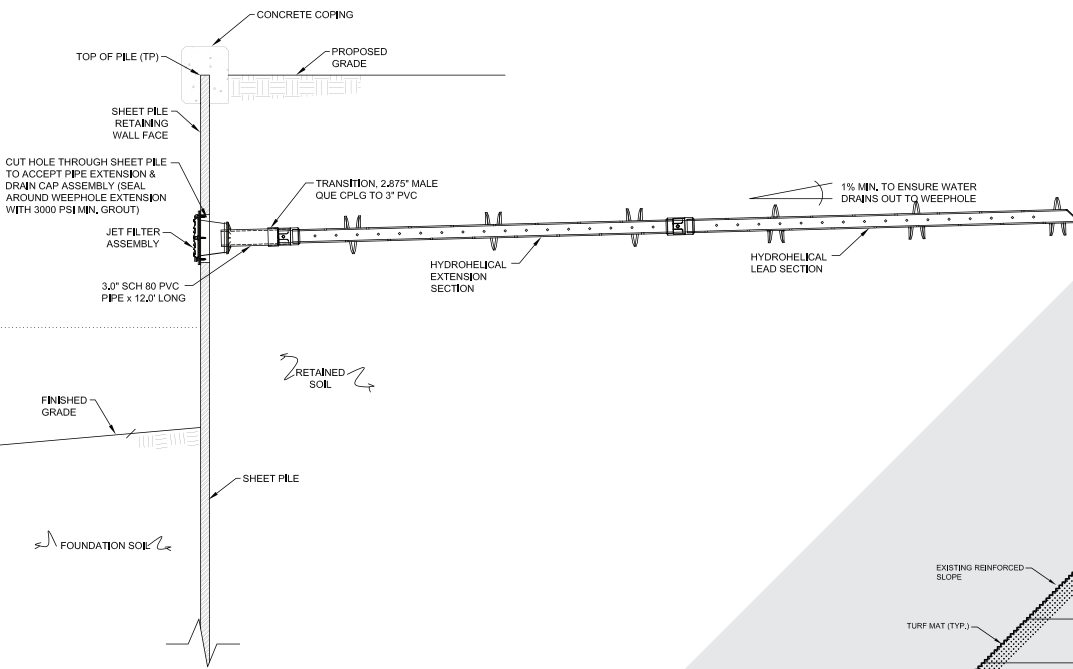 CONCRETE COPING
TOP OF PILE (TP)
PROPOSED
GRADE
SHEET PILE
RETAINING
WALL FACE
CUT HOLE THROUGH SHEET PILE
TO ACCEPT PIPE EXTENSION &
DRAIN CAP ASSEMBLY (SEAL
AROUND WEEPHOLE EXTENSION
WITH 3000 PSI MIN. GROUT)
TRANSITION, 2.875" MALE
QUE CPLG TO 3" PVC
1% MIN. TO ENSURE WATER
DRAINS OUT TO WEEPHOLE
JET FILTER
ASSEMBLY
HYDROHELICAL
EXTENSION
SECTION
HYDROHELICAL
LEAD SECTION
3.0" SCH 80 PVC
PIPE x 12.0' LONG
RETAINED
SOIL
FINISHED
GRADE
SHEET PILE
FOUNDATION SOIL
EXISTING REINFORCED
SLOPE
TURF MAT (TYP.)